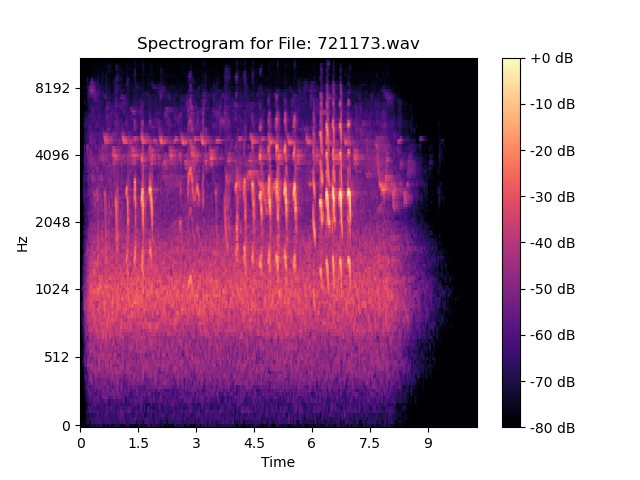 Spectrogram for File: 721173.wav
+0 dB
8192
-10 dB
4096
-20 dB
-30 dB
2048
Hz
-40 dB
1024
-50 dB
512
-60 dB
-70 dB
0
-80 dB
0 1.5 3 4.5 6 7.5 9
Time